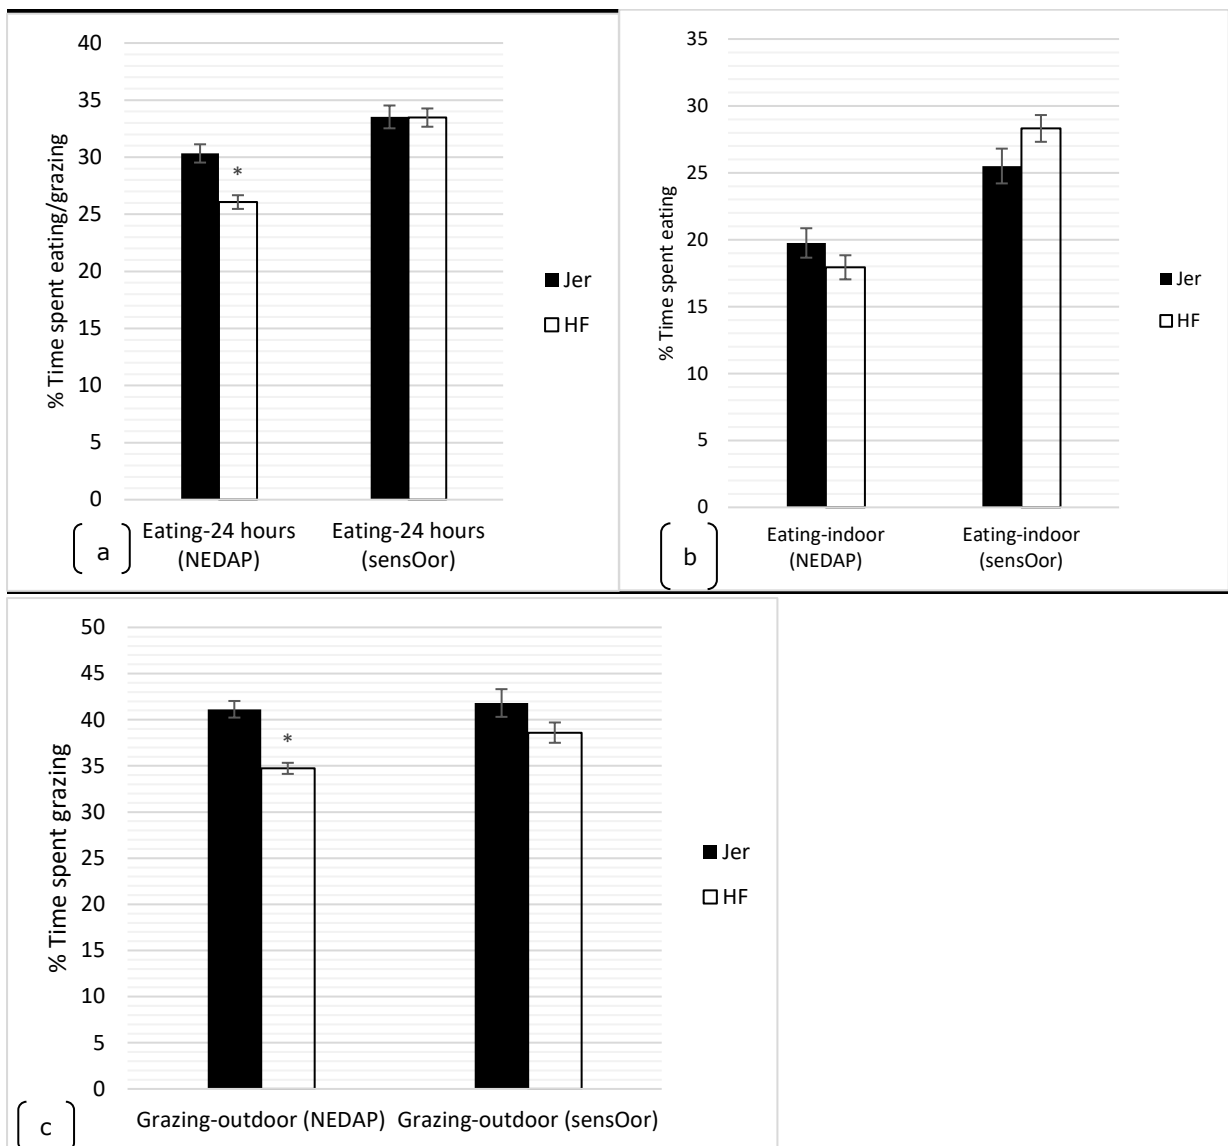 40
35
30
25
20
15
10
5
0
% Time spent eating/grazing
*
Jer
HF
Eating-24 hours
(NEDAP)
Eating-24 hours
(sensOor)
a
35
30
25
20
15
10
5
0
% Time spent eating
Jer
HF
Eating-indoor
(NEDAP)
Eating-indoor
(sensOor)
b
50
45
40
35
30
25
20
15
10
5
0
% Time spent grazing
*
Jer
HF
Grazing-outdoor (NEDAP)
Grazing-outdoor (sensOor)
c